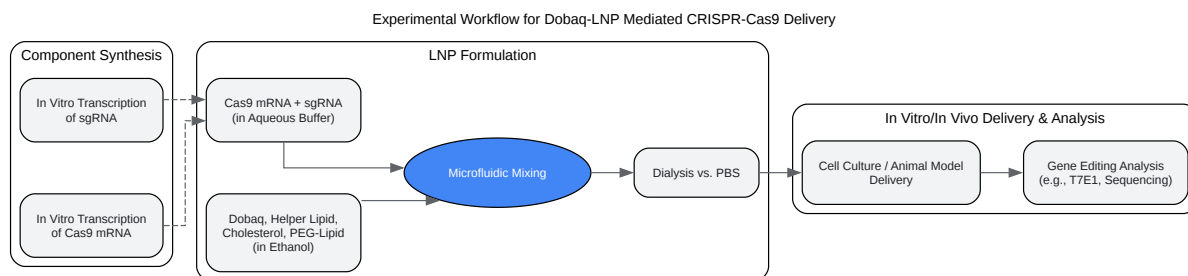 Experimental Workflow for Dobaq-LNP Mediated CRISPR-Cas9 Delivery
Component Synthesis
In Vitro Transcription
of sgRNA
In Vitro Transcription
of Cas9 mRNA
LNP Formulation
Cas9 mRNA + sgRNA
(in Aqueous Buffer)
Dobaq, Helper Lipid,
Cholesterol, PEG-Lipid
(in Ethanol)
Microfluidic Mixing
Dialysis vs. PBS
In Vitro/In Vivo Delivery & Analysis
Cell Culture / Animal Model
Delivery
Gene Editing Analysis
(e.g., T7E1, Sequencing)